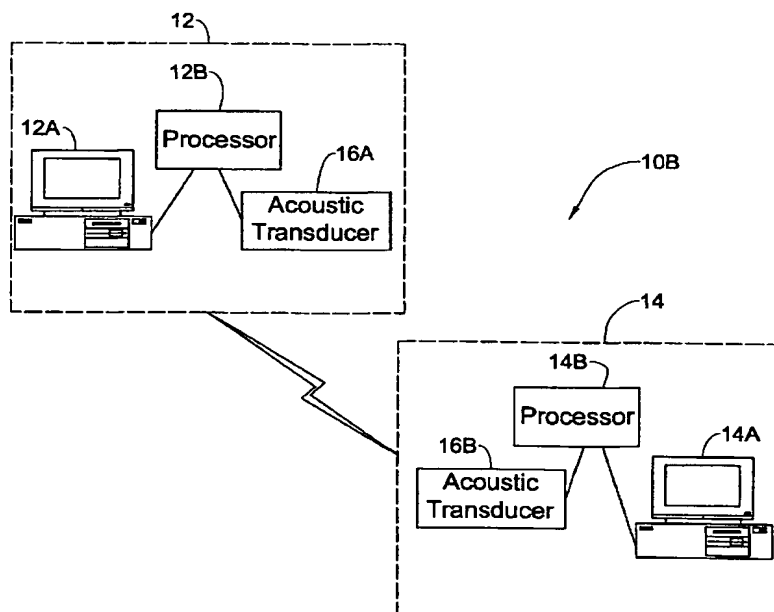 12
12B
Processor
12A
16A
Acoustic
Transducer
10B
14
14B
Processor
14A
16B
Acoustic
Transducer